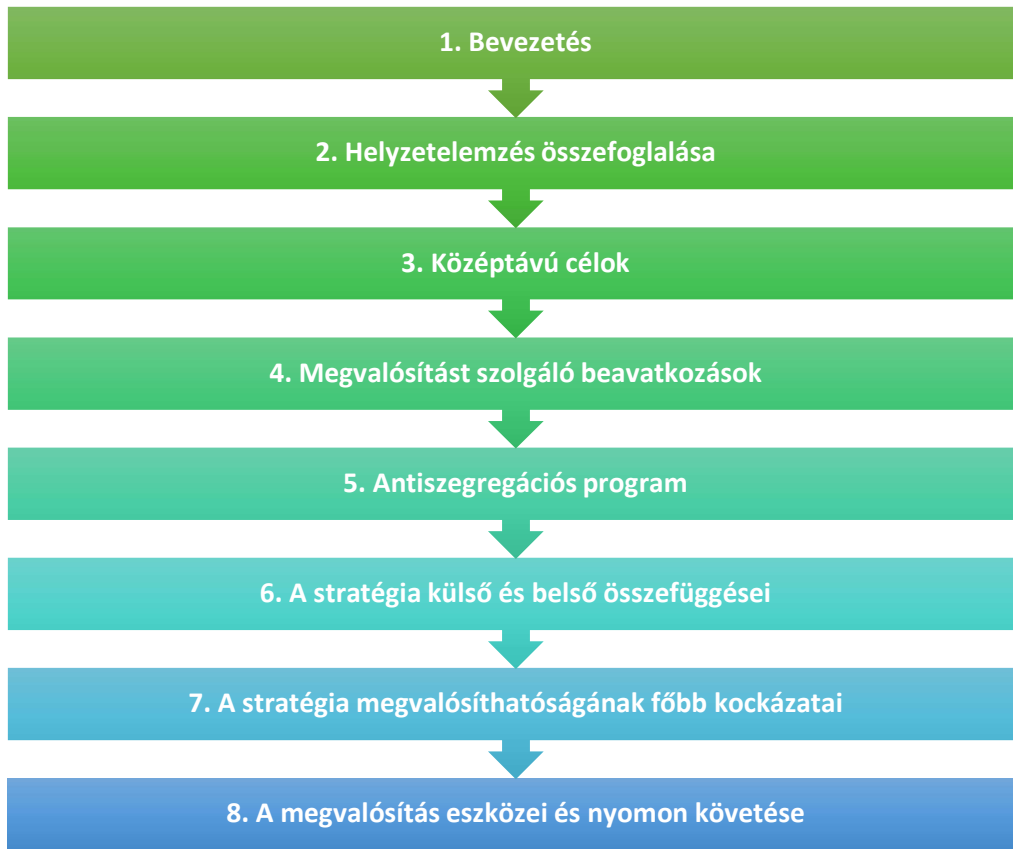 1. Bevezetés
2. Helyzetelemzés összefoglalása
3. Középtávú célok
4. Megvalósítást szolgáló beavatkozások
5. Antiszegregációs program
6. A stratégia külső és belső összefüggései
7. A stratégia megvalósíthatóságának főbb kockázatai
8. A megvalósítás eszközei és nyomon követése